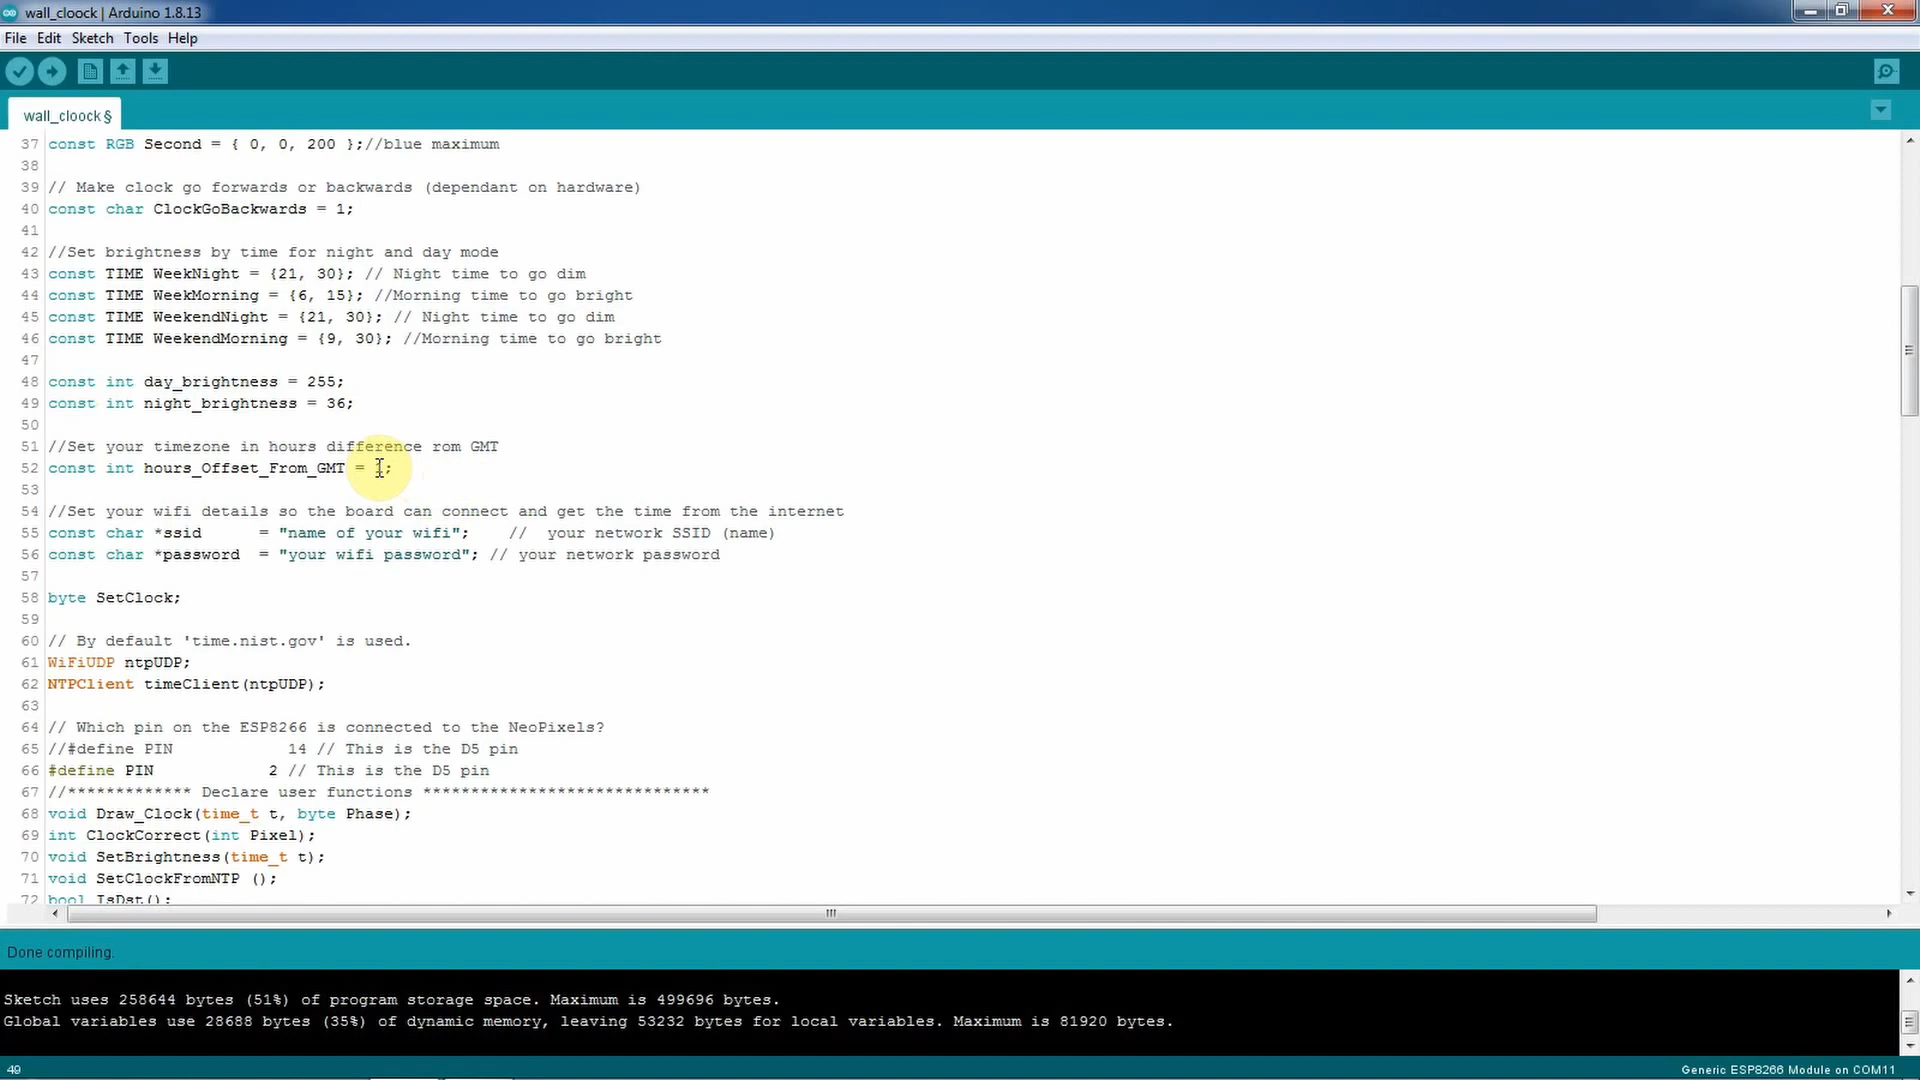 wall_cloock | Arduino 1.8.13
File Edit Sketch Tools Help
wall_cloock §
37 const RGB Second = { 0, 0, 200 };//blue maximum
38
39 // Make clock go forwards or backwards (dependant on hardware)
40 const char ClockGoBackwards = 1;
41
42 //Set brightness by time for night and day mode
43 const TIME WeekNight = {21, 30}; // Night time to go dim
44 const TIME WeekMorning = {6, 15}; //Morning time to go bright
45 const TIME WeekendNight = {21, 30}; // Night time to go dim
46 const TIME WeekendMorning = {9, 30}; //Morning time to go bright
47
48 const int day_brightness = 255;
49 const int night_brightness = 36;
50
51 //Set your timezone in hours difference rom GMT
52 const int hours_Offset_From_GMT = ;
53
54 //Set your wifi details so the board can connect and get the time from the internet
55 const char *ssid      = "name of your wifi";    //  your network SSID (name)
56 const char *password  = "your wifi password"; // your network password
57
58 byte SetClock;
59
60 // By default 'time.nist.gov' is used.
61 WiFiUDP ntpUDP;
62 NTPClient timeClient(ntpUDP);
63
64 // Which pin on the ESP8266 is connected to the NeoPixels?
65 //#define PIN            14 // This is the D5 pin
66 #define PIN            2 // This is the D5 pin
67 //************* Declare user functions ******************************
68 void Draw_Clock(time_t t, byte Phase);
69 int ClockCorrect(int Pixel);
70 void SetBrightness(time_t t);
71 void SetClockFromNTP ();
72 bool IsDst();
Done compiling.
Sketch uses 258644 bytes (51%) of program storage space. Maximum is 499696 bytes.
Global variables use 28688 bytes (35%) of dynamic memory, leaving 53232 bytes for local variables. Maximum is 81920 bytes.
49
Generic ESP8266 Module on COM11